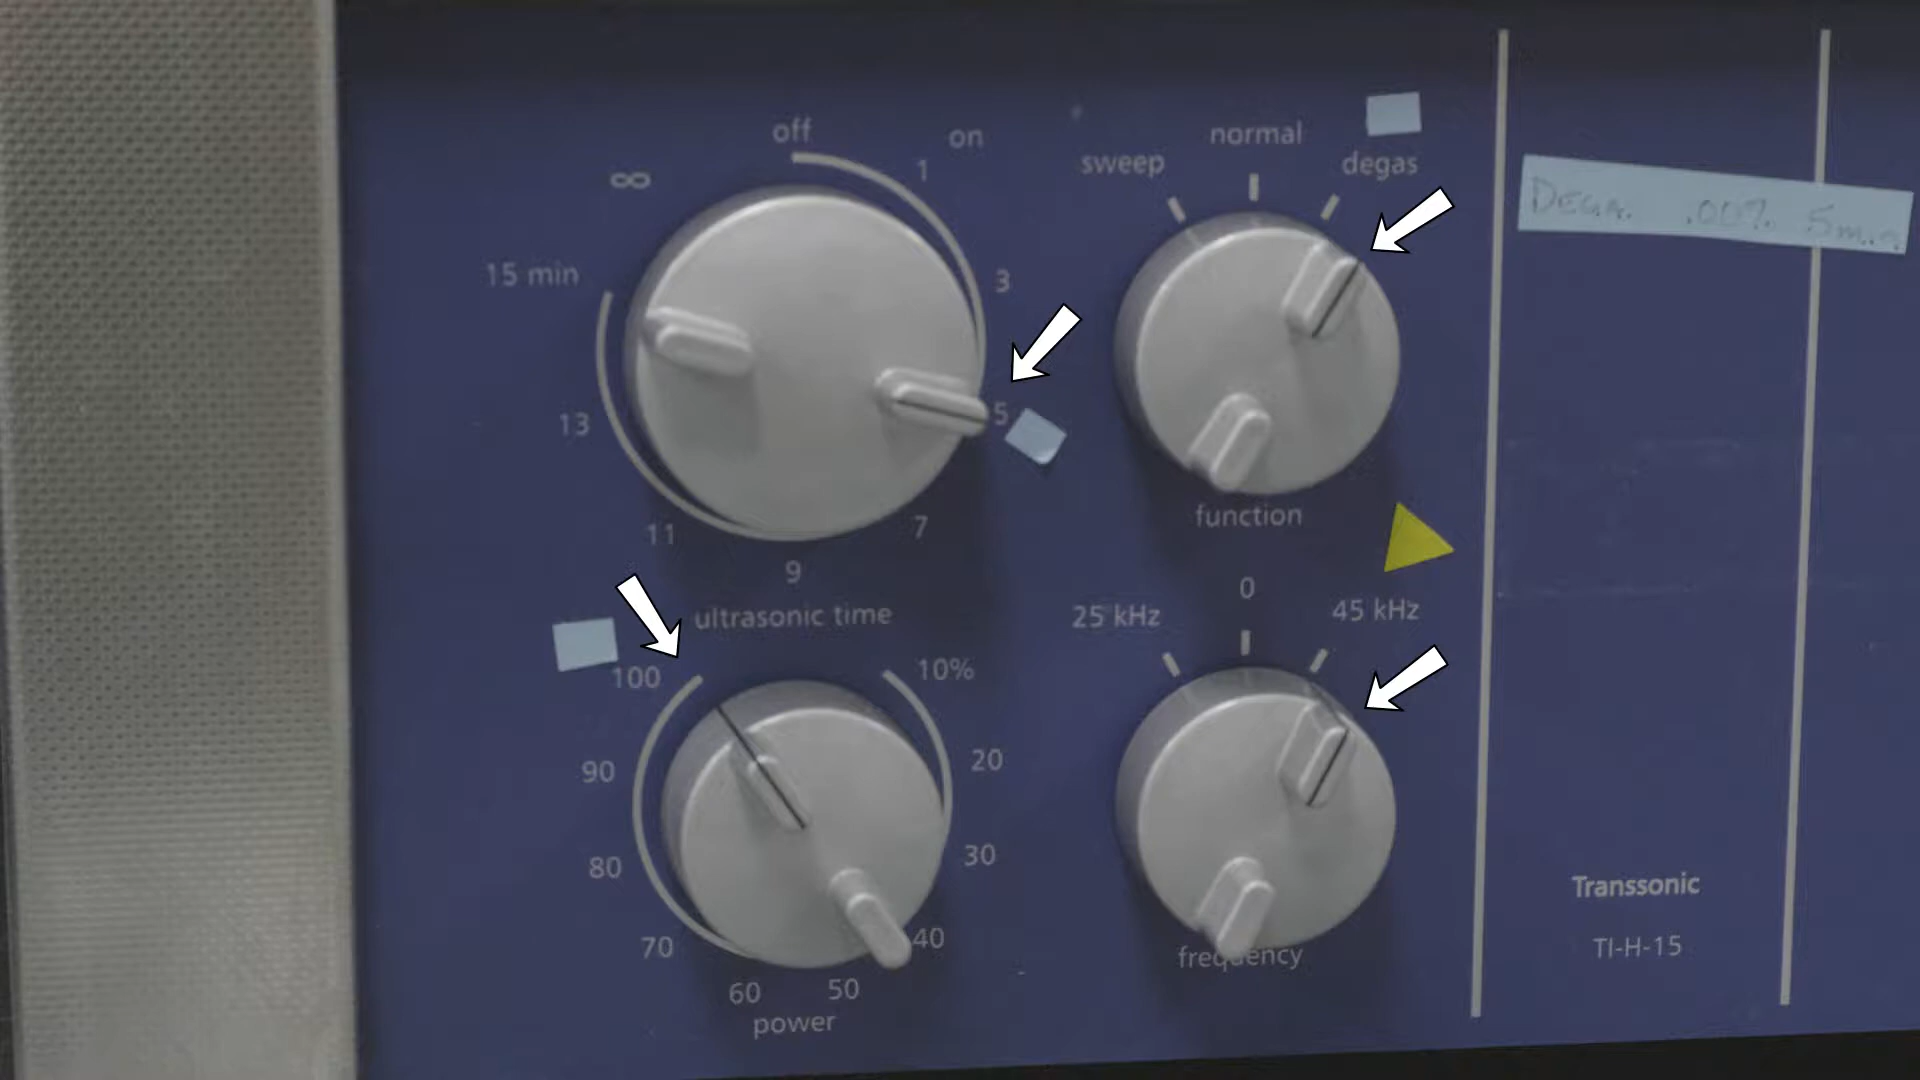 off
on
∞
1
15 min
3
13
5
11
7
9
ultrasonic time
sweep
normal
degas
function
100
10%
90
20
80
30
70
40
60
50
power
25 kHz
0
45 kHz
frequency
5min
Transsonic
TI-H-15